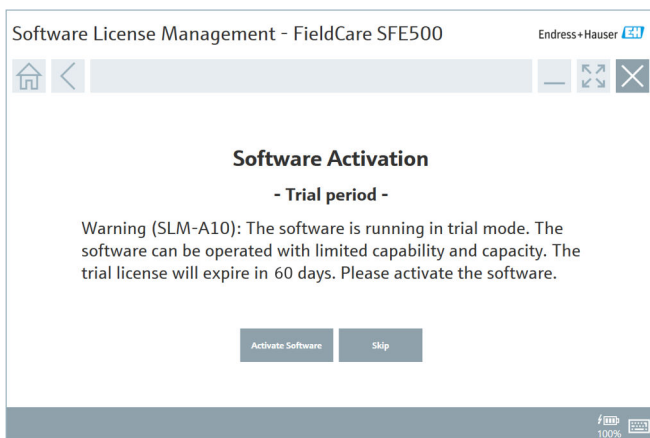 Software License Management - FieldCare SFE500
Endress+Hauser EH
Software Activation
- Trial period -
Warning (SLM-A10): The software is running in trial mode. The
software can be operated with limited capability and capacity. The
trial license will expire in 60 days. Please activate the software.
Activate Software
Skip
100%